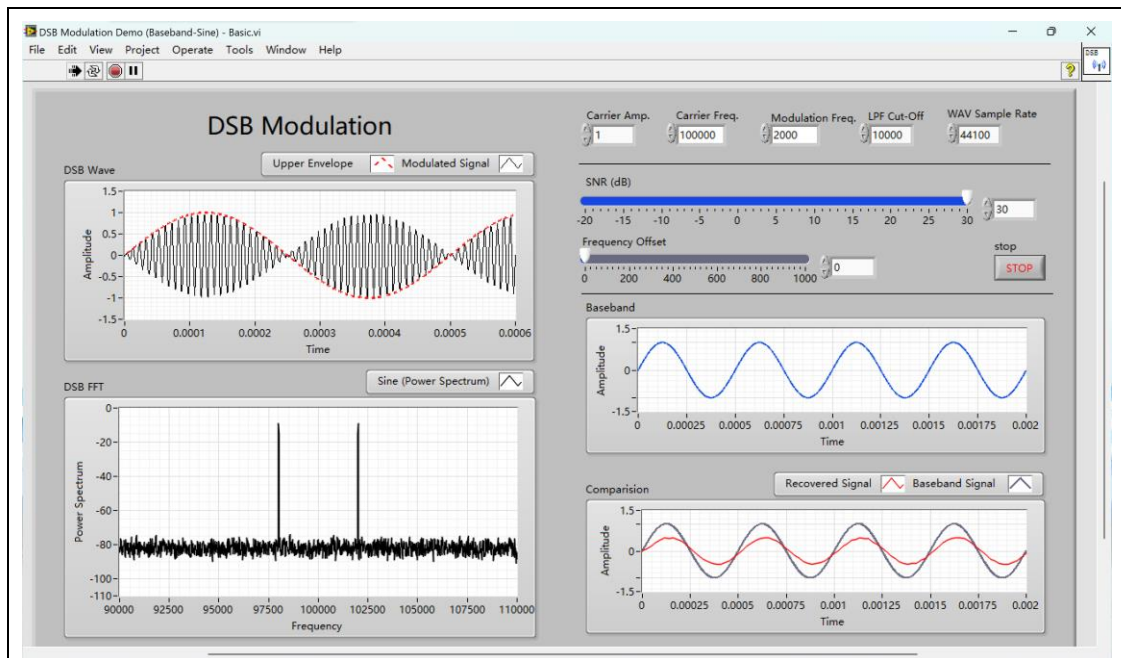 DSB Modulation Demo (Baseband-Sine) - Basic.vi
File Edit View Project Operate Tools Window Help
DSB
DSB Modulation
Carrier Amp. Carrier Freq. Modulation Freq. LPF Cut-Off WAV Sample Rate
1 100000 2000 10000 44100
Upper Envelope Modulated Signal
DSB Wave
1.5
1
0.5
0
-0.5
-1
-1.5
Amplitude
0 0.0001 0.0002 0.0003 0.0004 0.0005 0.0006
Time
SNR (dB)
-20 -15 -10 -5 0 5 10 15 20 25 30
30
Frequency Offset
0 200 400 600 800 1000
0
stop
STOP
Baseband
1.5
0
-1.5
Amplitude
0 0.00025 0.0005 0.00075 0.001 0.00125 0.0015 0.00175 0.002
Time
Sine (Power Spectrum)
DSB FFT
0
-20
-40
-60
-80
-100
-110
Power Spectrum
90000 92500 95000 97500 100000 102500 105000 107500 110000
Frequency
Recovered Signal Baseband Signal
Comparision
1.5
0
-1.5
Amplitude
0 0.00025 0.0005 0.00075 0.001 0.00125 0.0015 0.00175 0.002
Time